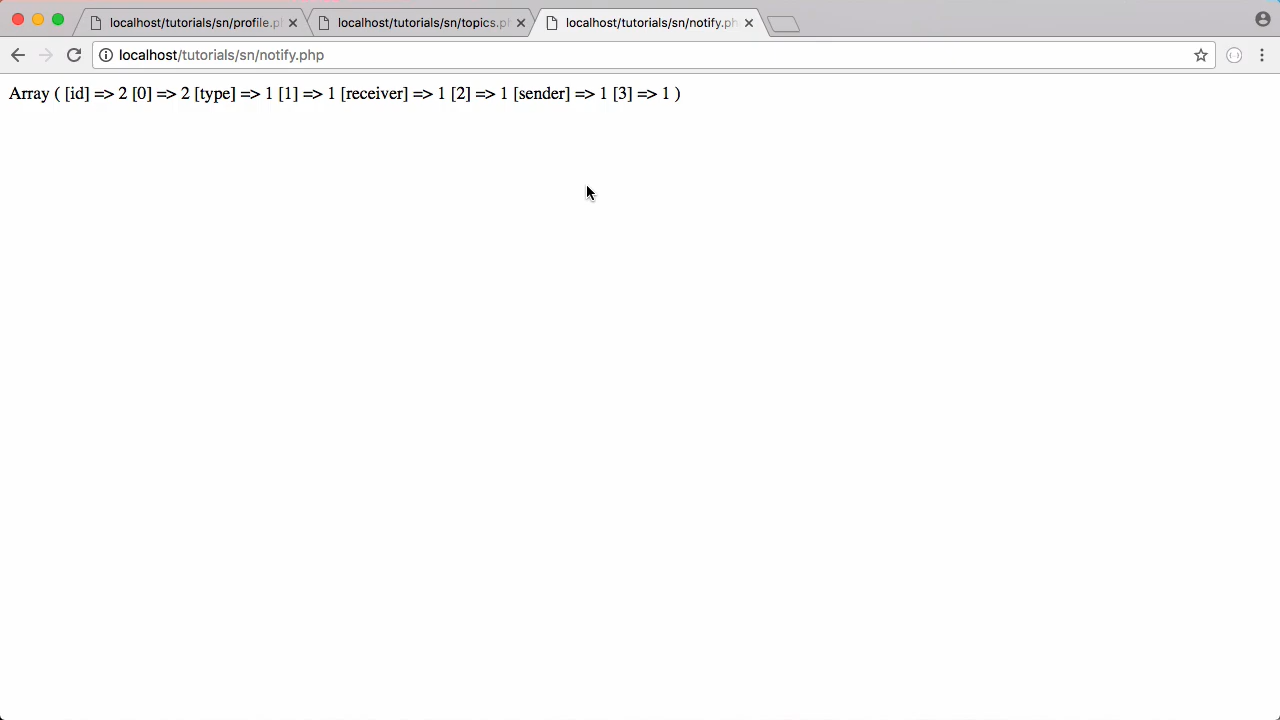 localhost/tutorials/sn/profile.p
localhost/tutorials/sn/topics.p
localhost/tutorials/sn/notify.ph
localhost/tutorials/sn/notify.php
Array ( [id] => 2 [0] => 2 [type] => 1 [1] => 1 [receiver] => 1 [2] => 1 [sender] => 1 [3] => 1 )